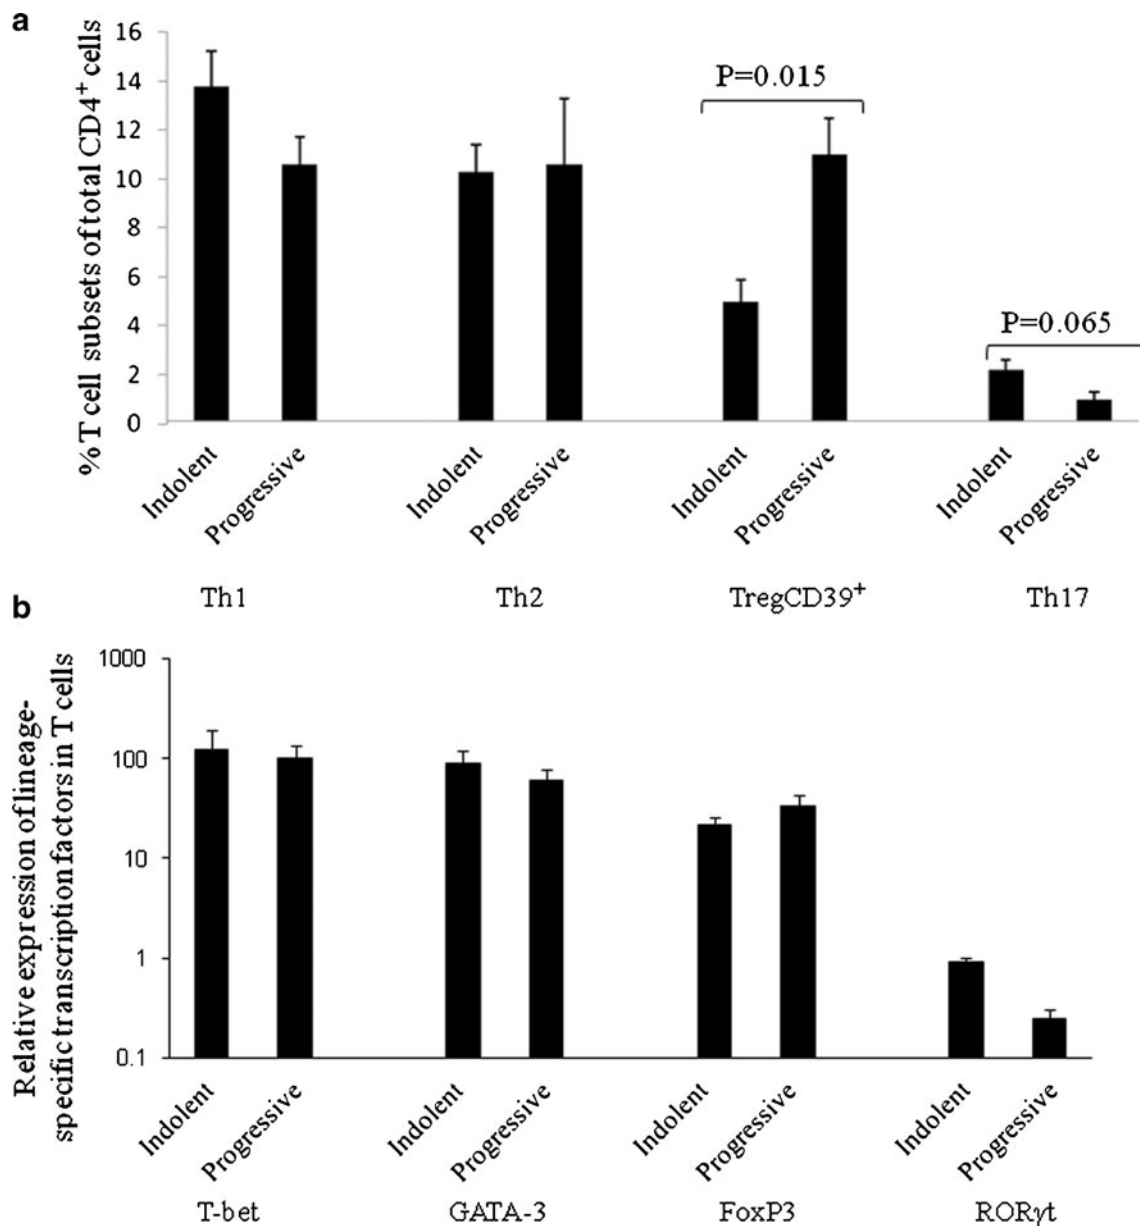 a
%T cell subsets of total CD4+ cells
16
14
12
10
8
6
4
2
0
P=0.015
P=0.065
Indolent
Progressive
Indolent
Progressive
Indolent
Progressive
Indolent
Progressive
Th1
Th2
TregCD39+
Th17
b
Relative expression of lineage-
specific transcription factors in T cells
1000
100
10
1
0.1
Indolent
Progressive
Indolent
Progressive
Indolent
Progressive
Indolent
Progressive
T-bet
GATA-3
FoxP3
RORγt